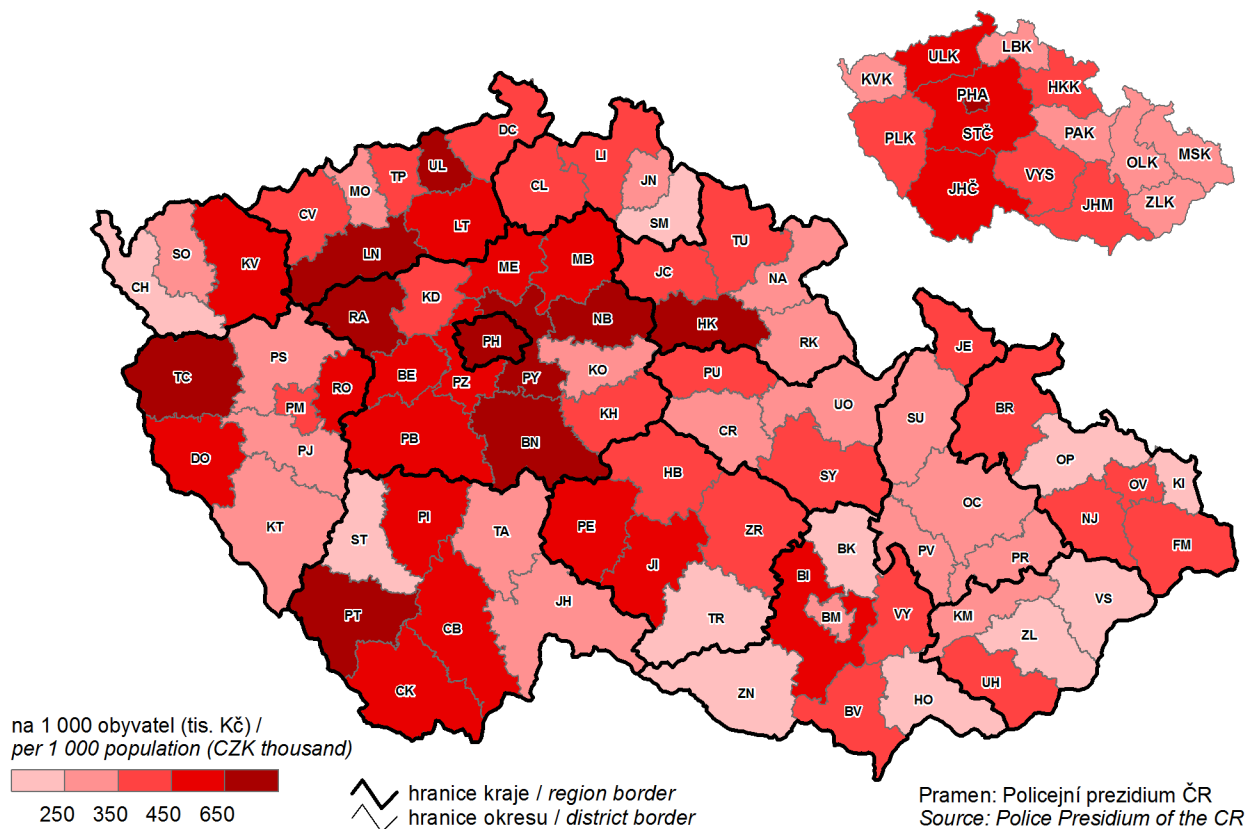 ULK
LBK
KVK
HKK
PHA
STČ
PLK
PAK
MSK
OLK
VYS
JHČ
ZLK
JHM
DC
UL
LI
TP
MO
CL
JN
CV
LT
SM
TU
SO
LN
KV
ME
MB
JC
NA
CH
KD
RA
NB
HK
PH
RK
JE
PS
KO
TC
BE
PZ
PY
PU
RO
PM
UO
BR
KH
SU
CR
PB
BN
PJ
DO
OP
HB
SY
OV
KI
OC
NJ
PI
KT
TA
PE
ZR
FM
ST
BK
PV
PR
JI
BI
VS
JH
PT
TR
BM
VY
KM
CB
ZL
UH
CK
ZN
HO
BV
na 1 000 obyvatel (tis. Kč) /
per 1 000 population (CZK thousand)
250 350 450 650
hranice kraje / region border
hranice okresu / district border
Pramen: Policejní prezidium ČR
Source: Police Presidium of the CR